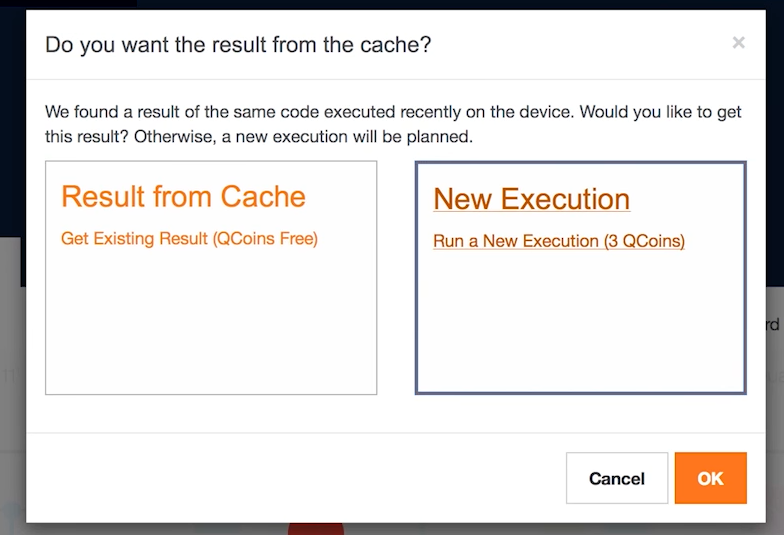 Do you want the result from the cache?
×
We found a result of the same code executed recently on the device. Would you like to get
this result? Otherwise, a new execution will be planned.
Result from Cache
Get Existing Result (QCoins Free)
New Execution
Run a New Execution (3 QCoins)
rd
Cancel
OK